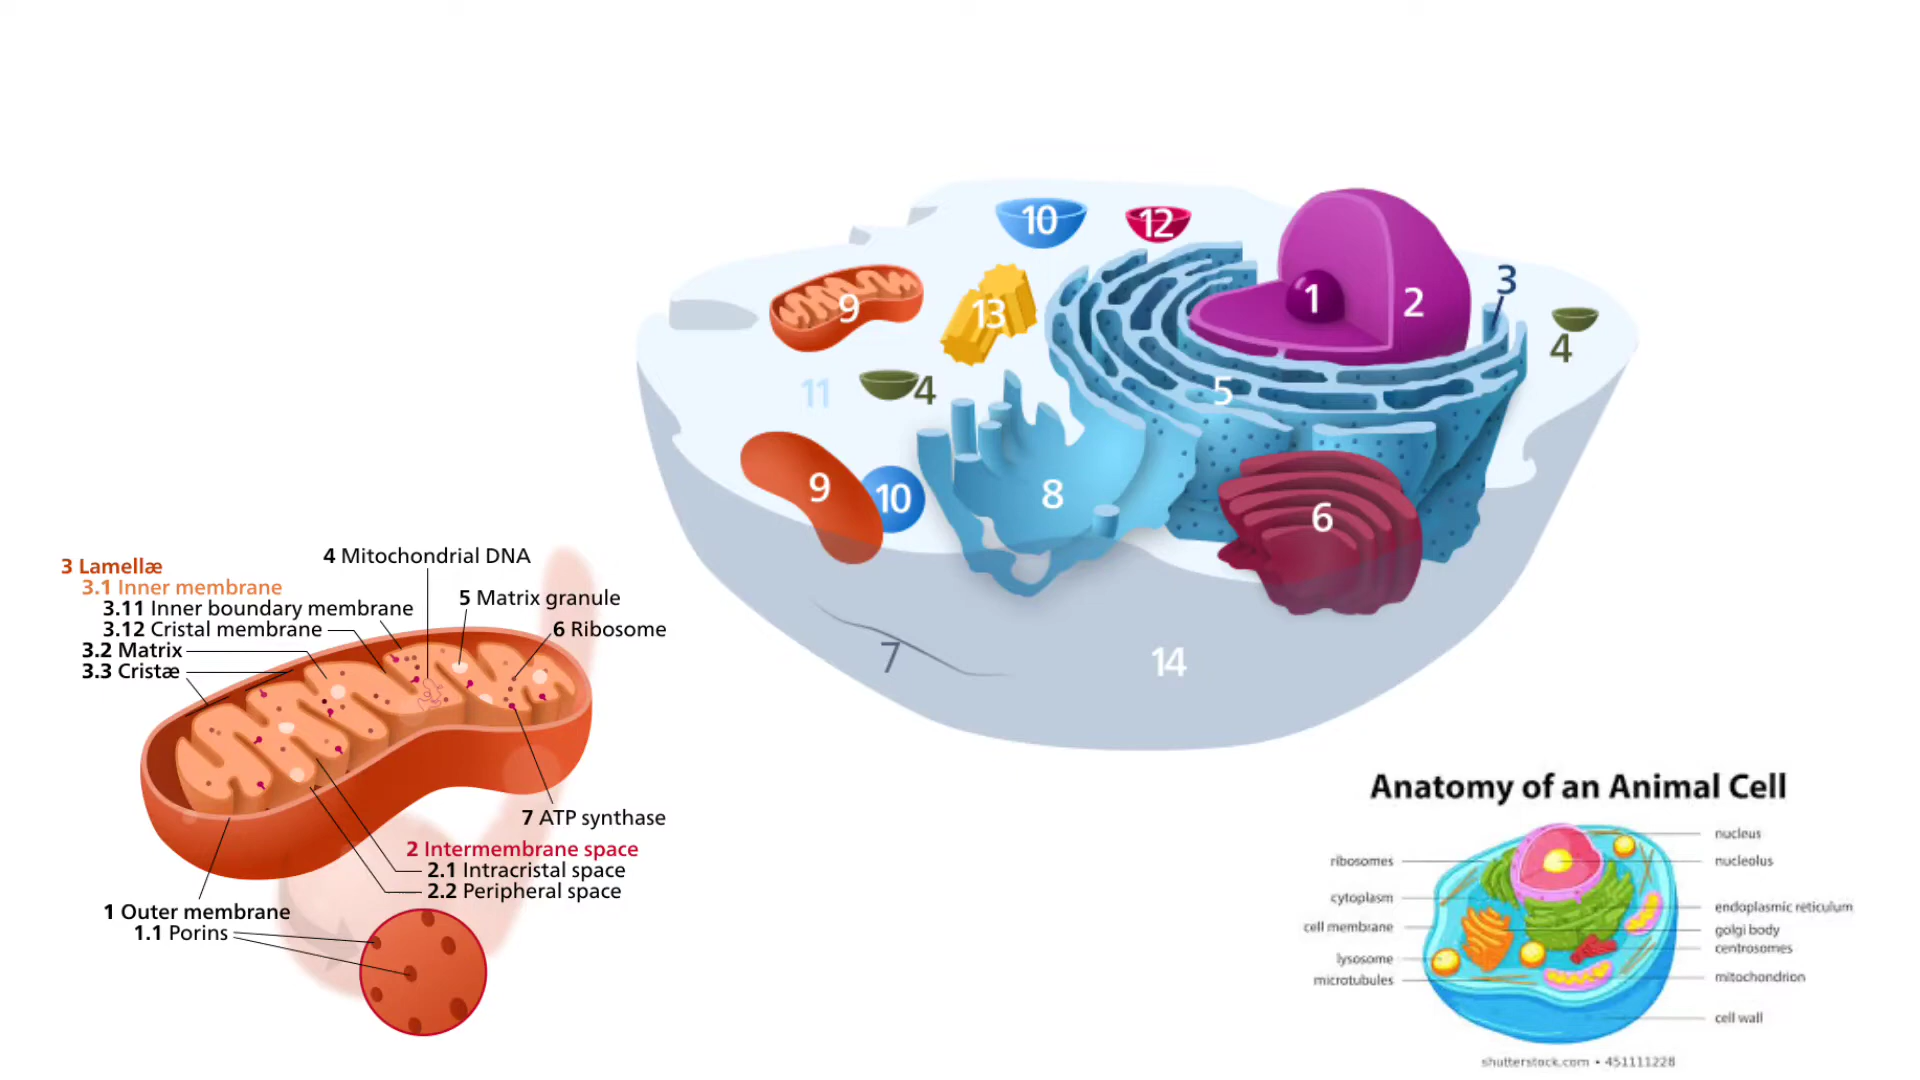 10
12
3
1
2
9
13
4
5
11
4
9
10
8
6
7
14
3 Lamellæ
3.1 Inner membrane
3.11 Inner boundary membrane
3.12 Cristal membrane
3.2 Matrix
3.3 Cristæ
4 Mitochondrial DNA
5 Matrix granule
6 Ribosome
7 ATP synthase
2 Intermembrane space
2.1 Intracristal space
2.2 Peripheral space
1 Outer membrane
1.1 Porins
Anatomy of an Animal Cell
ribosomes
cytoplasm
cell membrane
lysosome
microtubules
nucleus
nucleolus
endoplasmic reticulum
golgi body
centrosomes
mitochondrion
cell wall
shutterstock.com • 451111228